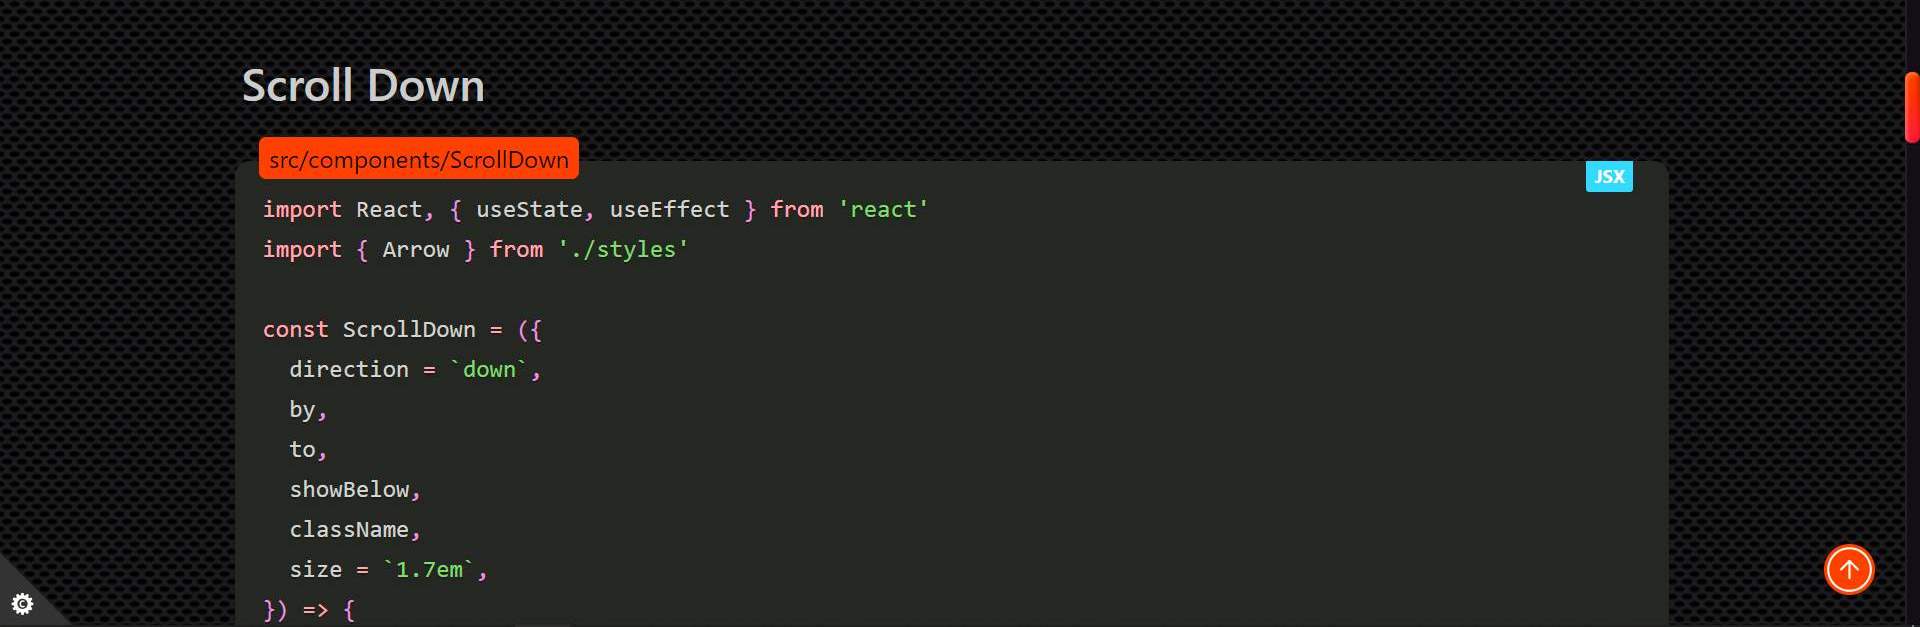 Scroll Down
src/components/ScrollDown
JSX
import React, { useState, useEffect } from 'react'
import { Arrow } from './styles'
const ScrollDown = ({
  direction = `down`,
  by,
  to,
  showBelow,
  className,
  size = `1.7em`,
}) => {